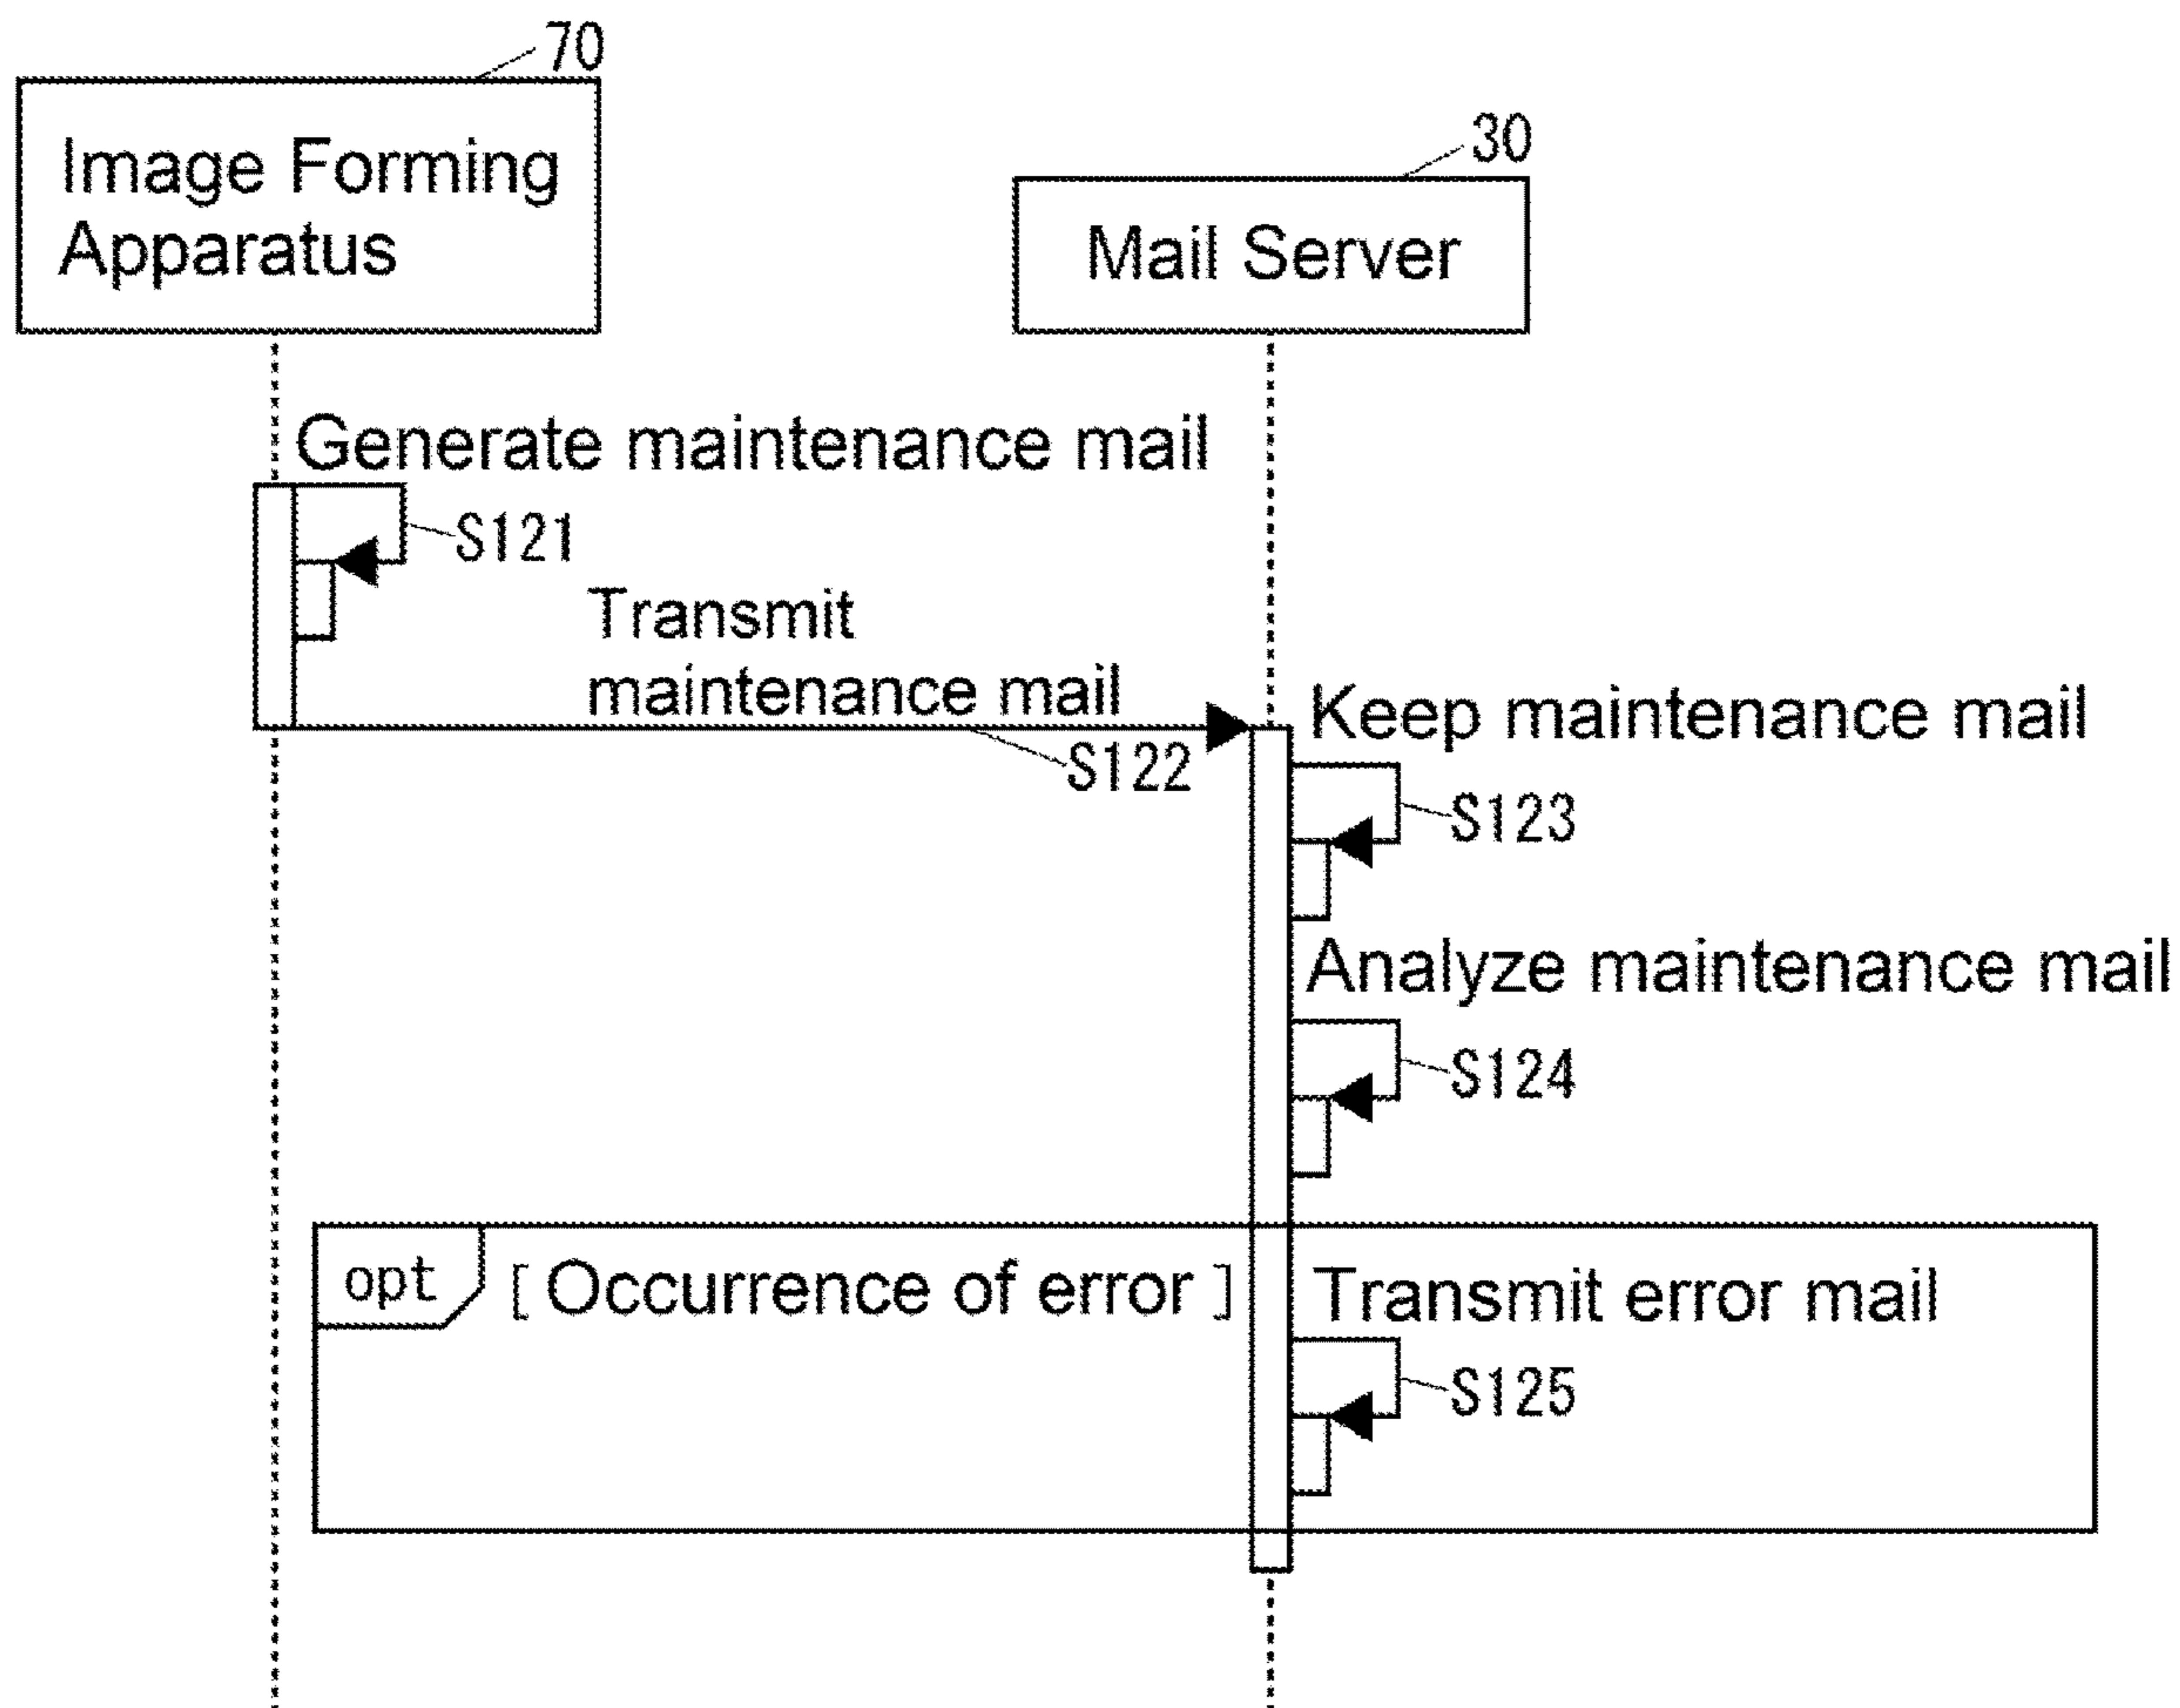 70
Image Forming
Apparatus
30
Mail Server
Generate maintenance mail
S121
Transmit
maintenance mail
S122
Keep maintenance mail
S123
Analyze maintenance mail
S124
opt
[ Occurrence of error ]
Transmit error mail
S125